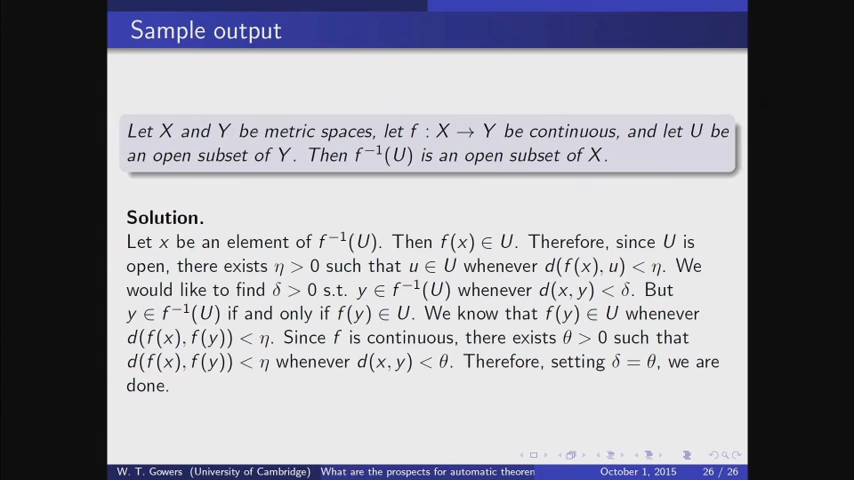 Sample output
Let X and Y be metric spaces, let f : X → Y be continuous, and let U be
an open subset of Y. Then f⁻¹(U) is an open subset of X.
Solution.
Let x be an element of f⁻¹(U). Then f(x) ∈ U. Therefore, since U is
open, there exists η > 0 such that u ∈ U whenever d(f(x), u) < η. We
would like to find δ > 0 s.t. y ∈ f⁻¹(U) whenever d(x, y) < δ. But
y ∈ f⁻¹(U) if and only if f(y) ∈ U. We know that f(y) ∈ U whenever
d(f(x), f(y)) < η. Since f is continuous, there exists θ > 0 such that
d(f(x), f(y)) < η whenever d(x, y) < θ. Therefore, setting δ = θ, we are
done.
W. T. Gowers (University of Cambridge) What are the prospects for automatic theorem October 1, 2015 26 / 26